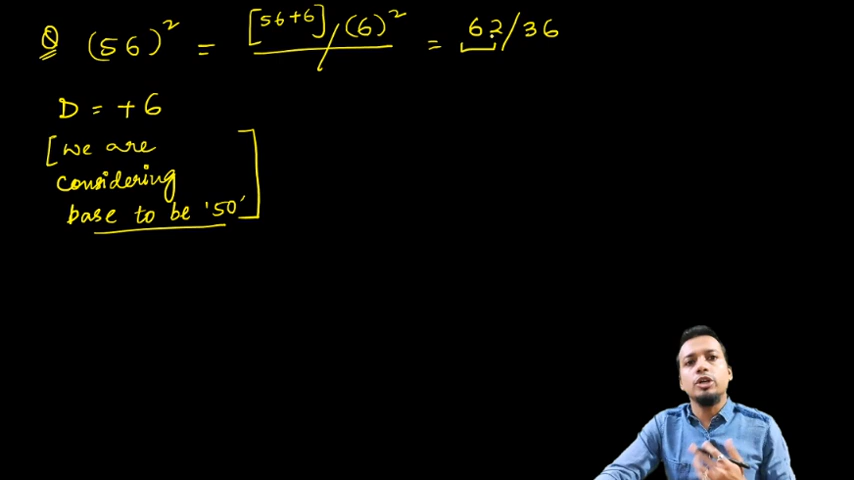 Q (56)² = [56+6]/(6)² = 62/36
D = +6
[we are
considering
base to be '50']